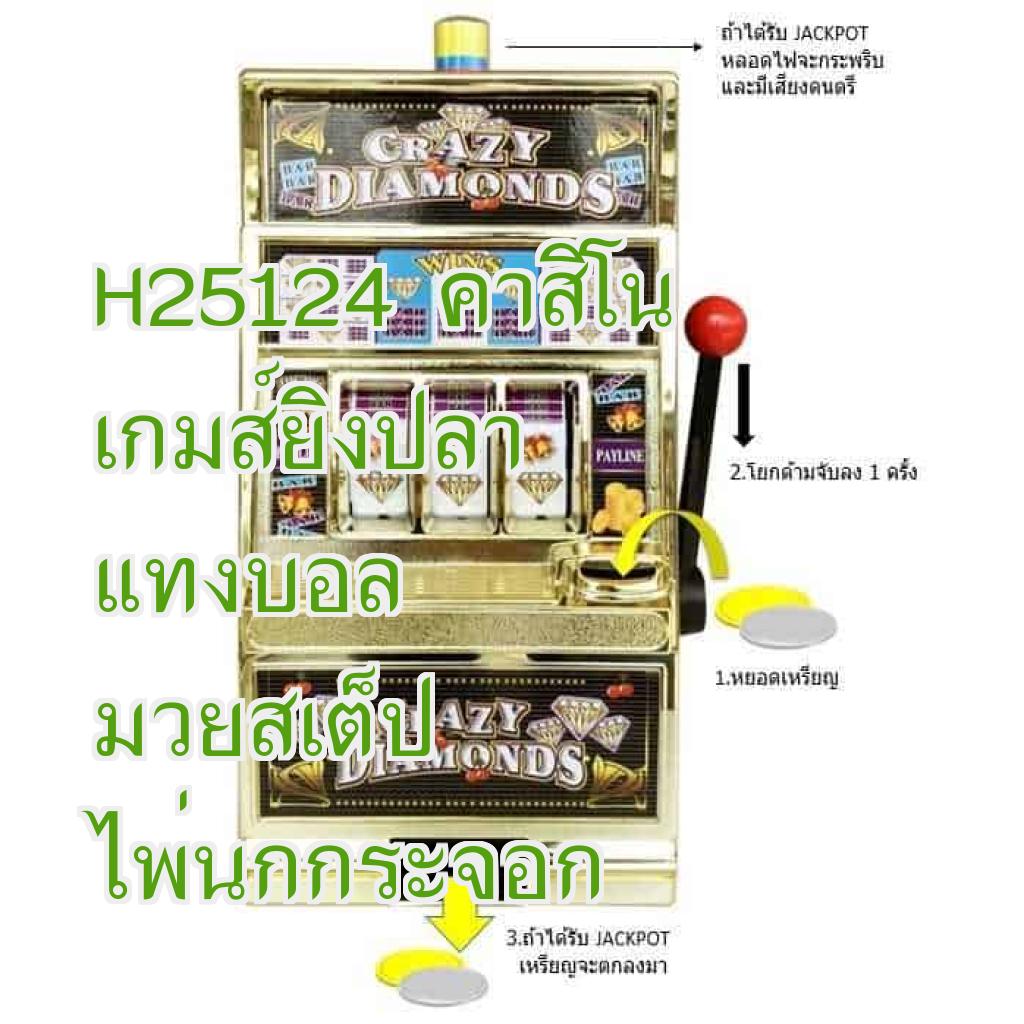 ถ้าได้รับ JACKPOT
หลอดไฟจะกระพริบ
และมีเสียงดนตรี
CRAZY
DIAMONDS
WINS
H25124 คาสิโน
เกมส์ยิงปลา
PAYLINE
2.โยกด้ามจับลง 1 ครั้ง
แทงบอล
1.หยอดเหรียญ
มวยสเต็ป
CRAZY
DIAMONDS
ไพ่นกกระจอก
3.ถ้าได้รับ JACKPOT
เหรียญจะตกลงมา